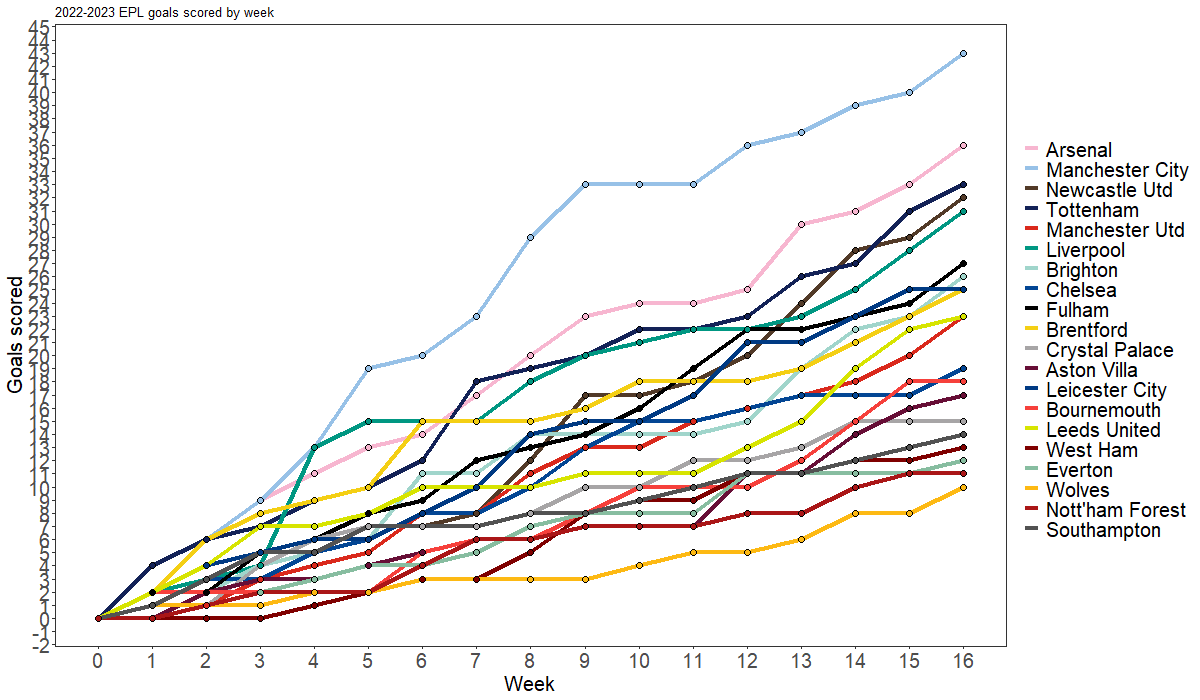 2022-2023 EPL goals scored by week
45
44
43
42
41
40
39
38
37
36
35
34
33
32
31
30
29
28
27
26
25
24
23
22
21
20
19
18
17
16
15
14
13
12
11
10
9
8
7
6
5
4
3
2
1
0
-1
-2
Goals scored
0 1 2 3 4 5 6 7 8 9 10 11 12 13 14 15 16
Week
Arsenal
Manchester City
Newcastle Utd
Tottenham
Manchester Utd
Liverpool
Brighton
Chelsea
Fulham
Brentford
Crystal Palace
Aston Villa
Leicester City
Bournemouth
Leeds United
West Ham
Everton
Wolves
Nott'ham Forest
Southampton